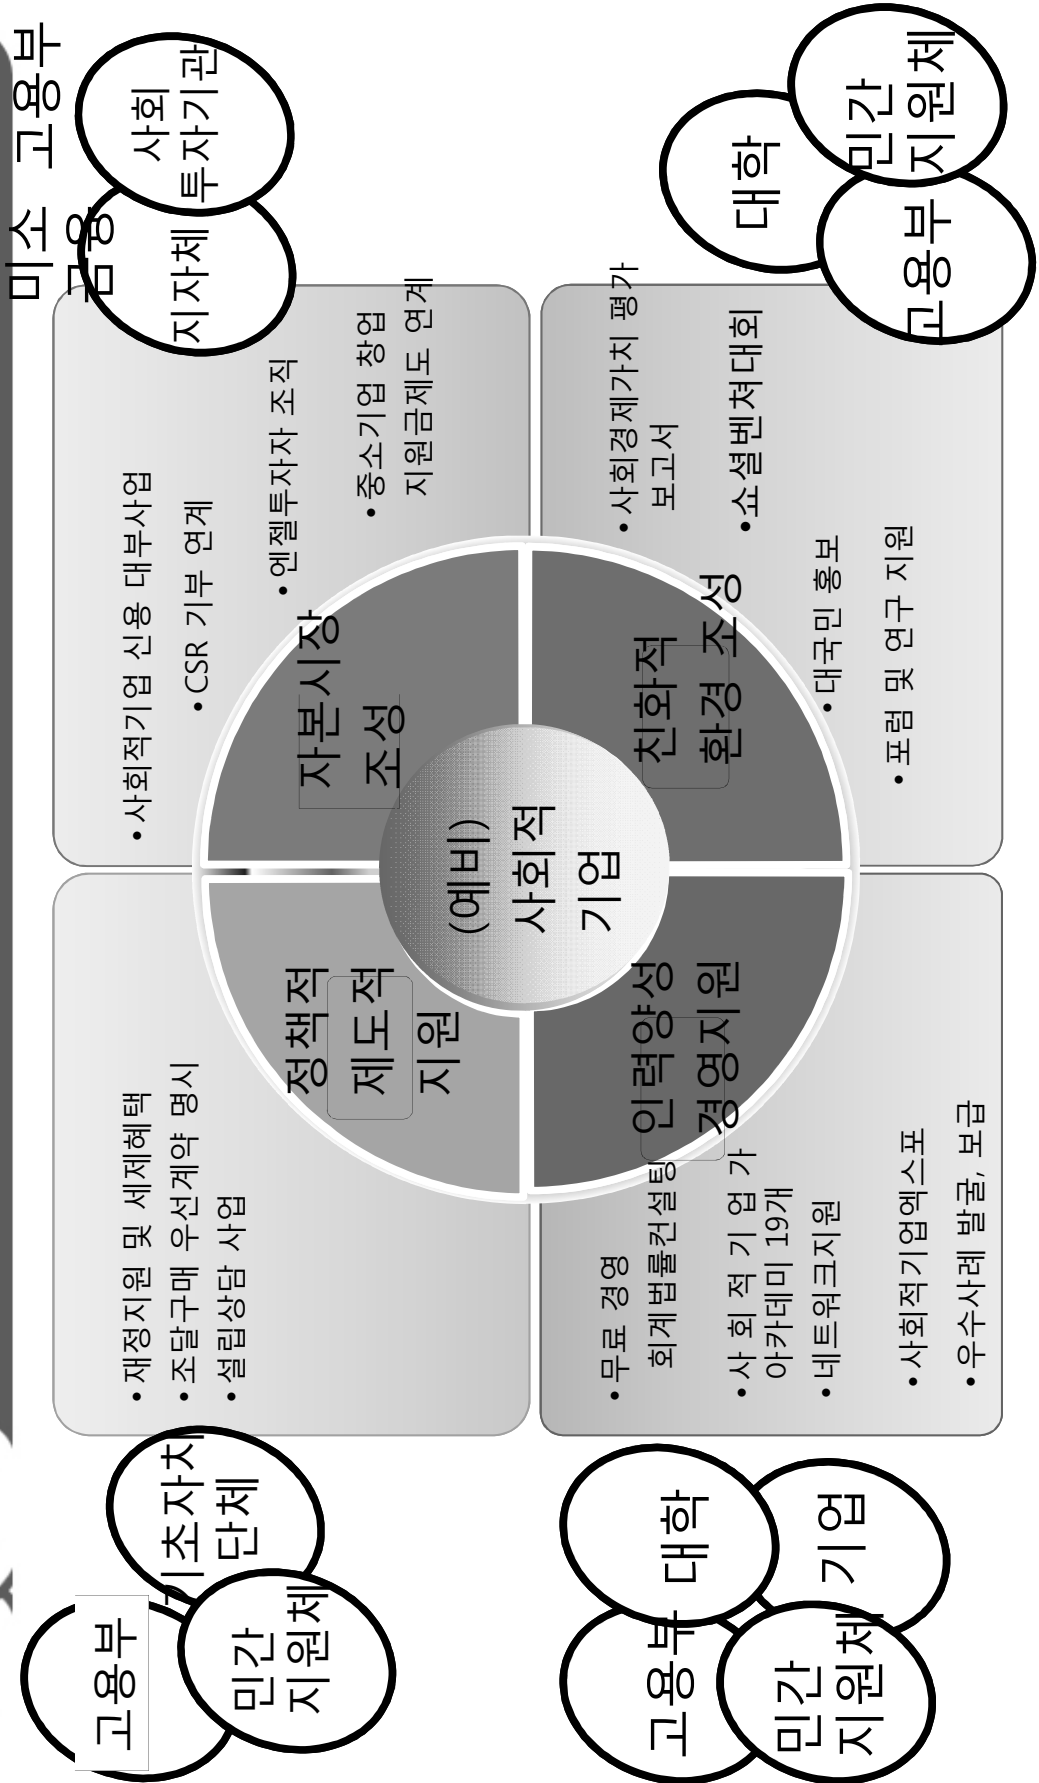 고용부
기초자치
단체
민간
지원체
• 재정지원 및 세제혜택
• 조달구매 우선계약 명시
• 설립상담 사업
정책적
제도적
지원
미소
금융
고용부
지자체
사회
투자기관
• 사회적기업 신용 대부사업
• CSR 기부 연계
• 엔젤투자자 조직
• 중소기업 창업
지원금제도 연계
자본시장
조성
(예비)
사회적
기업
고용부
대학
민간
지원체
기업
• 무료 경영
회계법률컨설팅
• 사 회 적 기 업 가
아카데미 19개
• 네트워크지원
• 사회적기업엑스포
• 우수사례 발굴, 보급
인력양성
경영지원
친화적
환경 조성
• 사회경제가치 평가
보고서
• 쇼셜벤쳐대회
• 대국민 홍보
• 포럼 및 연구 지원
대학
고용부
민간
지원체